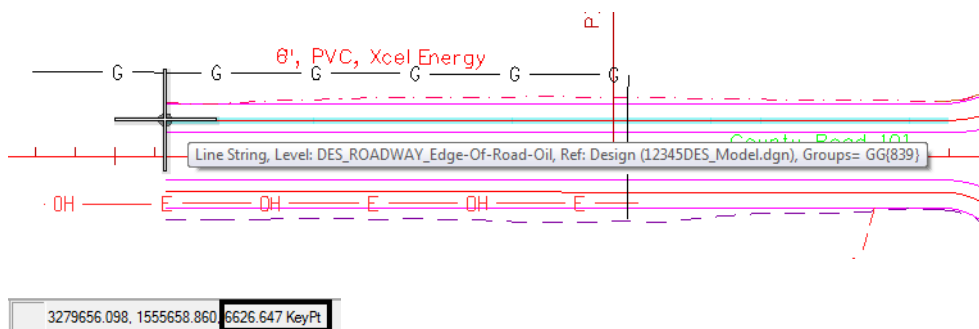 P
6', PVC, Xcel Energy
G G G G G G
County Road 101
Line String, Level: DES_ROADWAY_Edge-Of-Road-Oil, Ref: Design (12345DES_Model.dgn), Groups= GG{839}
OH E OH E OH E
3279656.098, 1555658.860, 6626.647 KeyPt